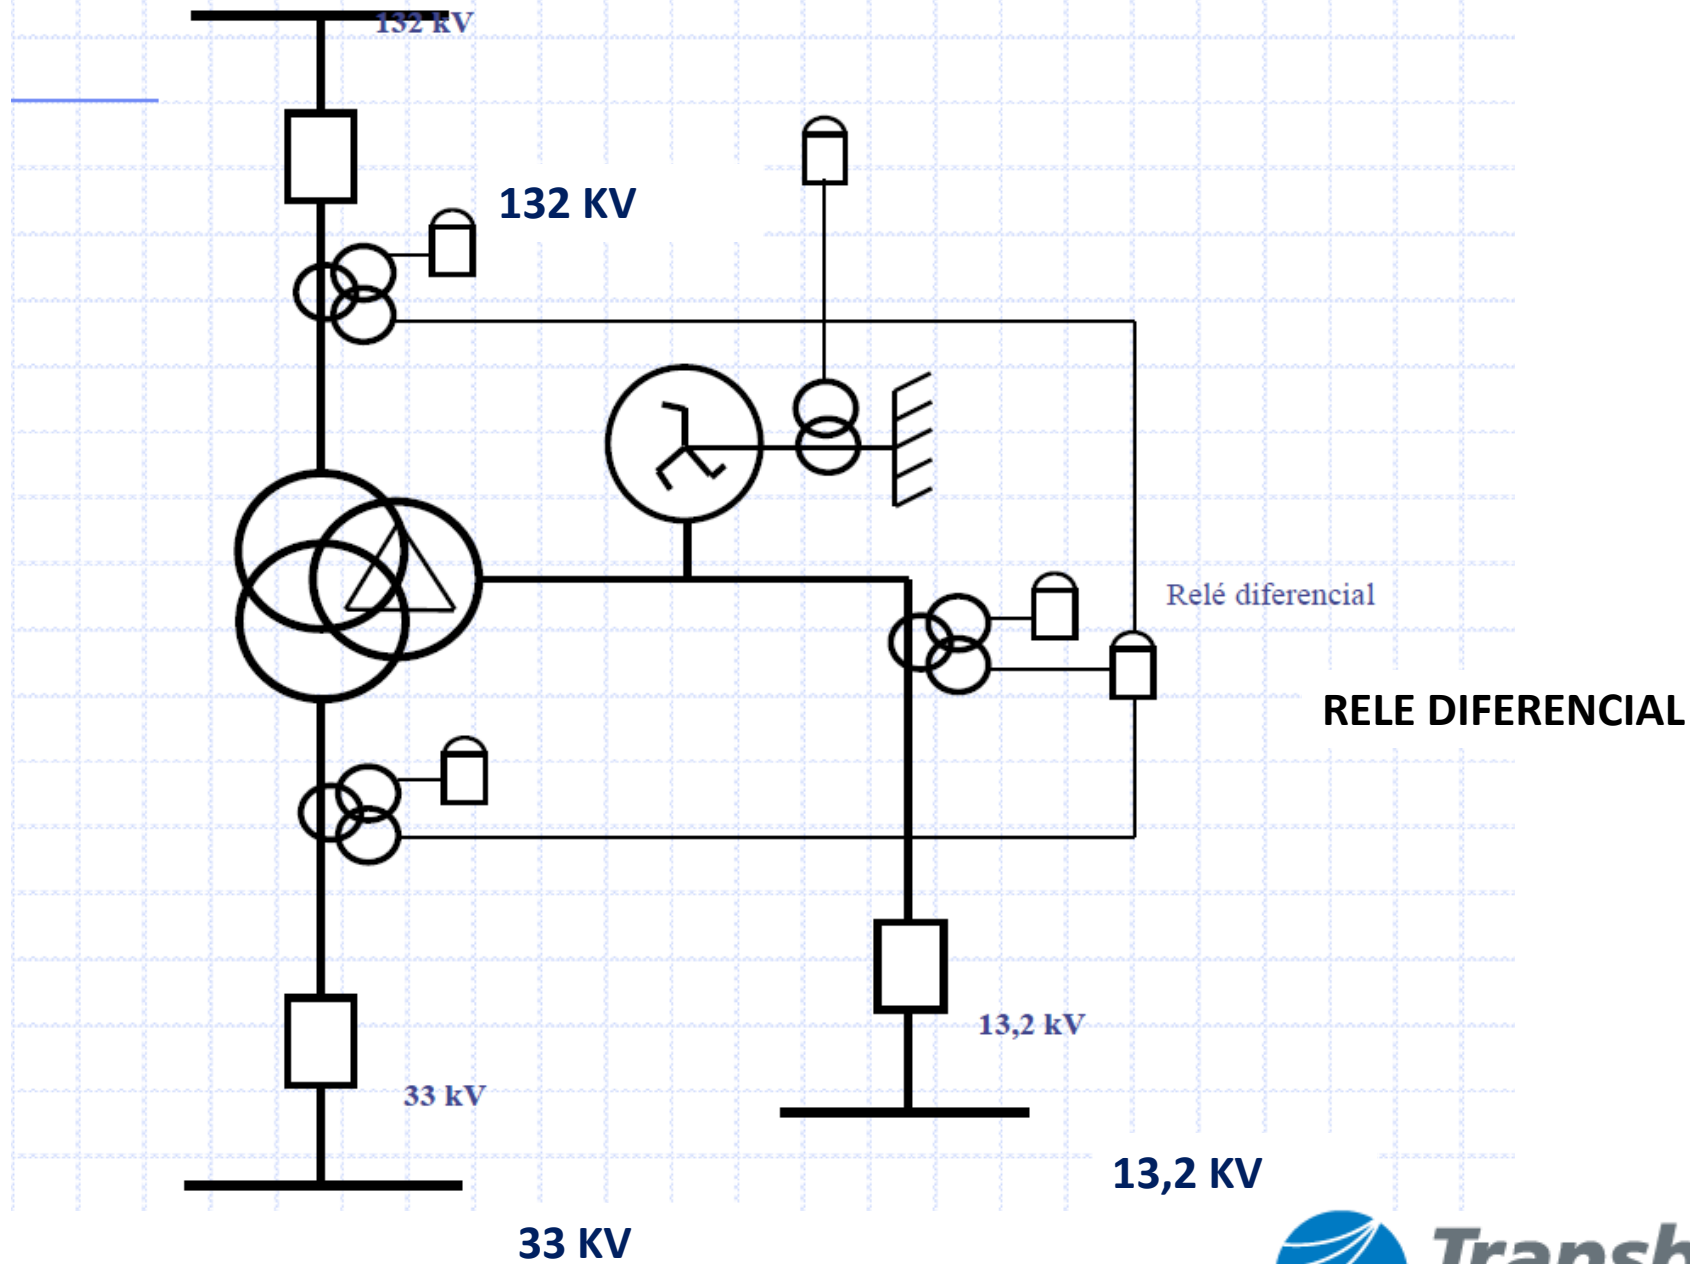 132 kV
132 KV
Relé diferencial
RELE DIFERENCIAL
13,2 kV
33 kV
13,2 KV
33 KV